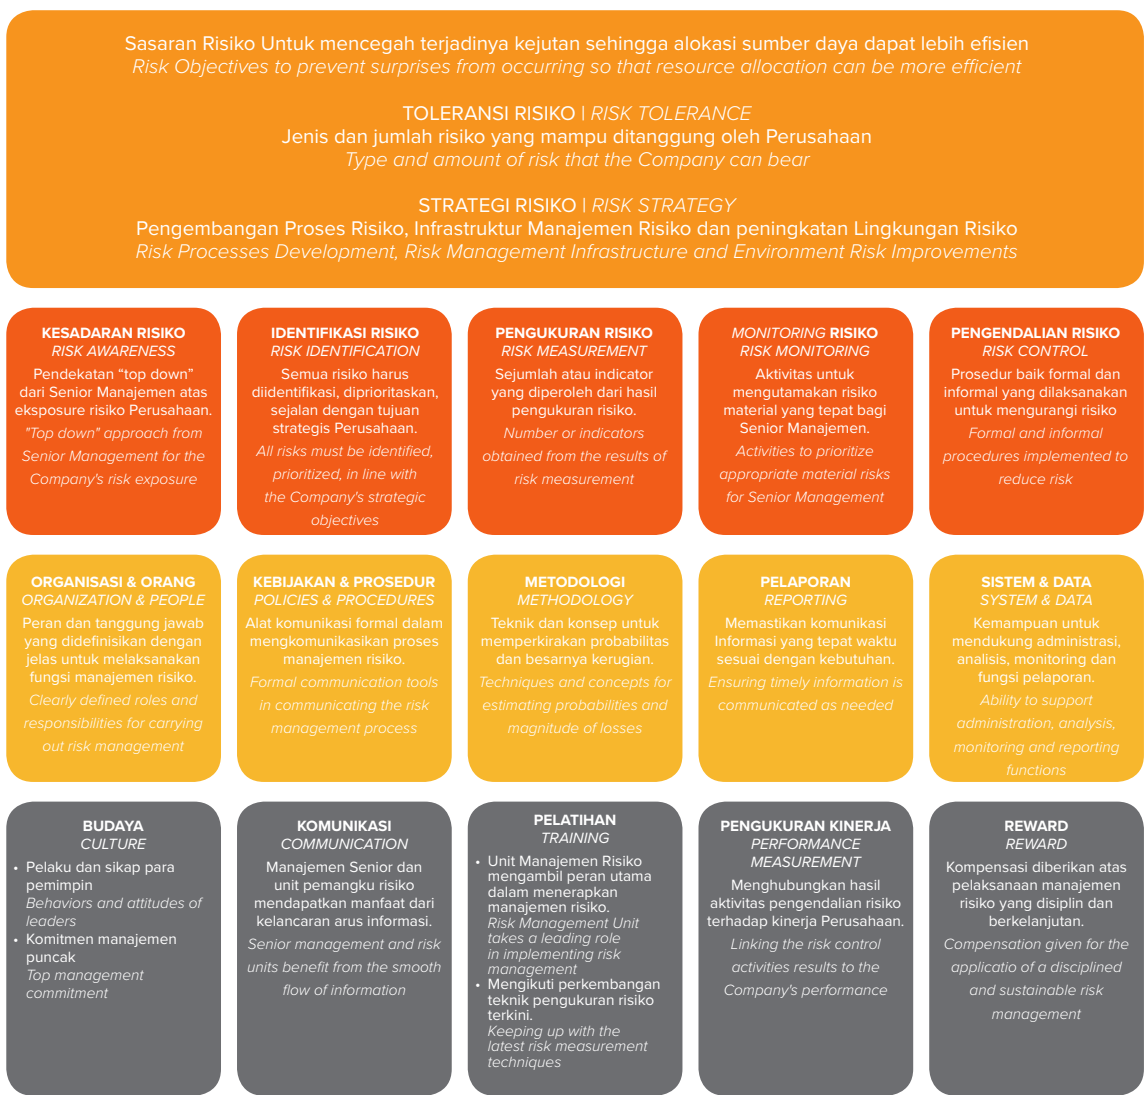 Sasaran Risiko Untuk mencegah terjadinya kejutan sehingga alokasi sumber daya dapat lebih efisien
Risk Objectives to prevent surprises from occurring so that resource allocation can be more efficient
TOLERANSI RISIKO | RISK TOLERANCE
Jenis dan jumlah risiko yang mampu ditanggung oleh Perusahaan
Type and amount of risk that the Company can bear
STRATEGI RISIKO | RISK STRATEGY
Pengembangan Proses Risiko, Infrastruktur Manajemen Risiko dan peningkatan Lingkungan Risiko
Risk Processes Development, Risk Management Infrastructure and Environment Risk Improvements
KESADARAN RISIKO
RISK AWARENESS
Pendekatan “top down”
dari Senior Manajemen atas
eksposure risiko Perusahaan.
"Top down" approach from
Senior Management for the
Company's risk exposure
IDENTIFIKASI RISIKO
RISK IDENTIFICATION
Semua risiko harus
diidentifikasi, diprioritaskan,
sejalan dengan tujuan
strategis Perusahaan.
All risks must be identified,
prioritized, in line with
the Company's strategic
objectives
PENGUKURAN RISIKO
RISK MEASUREMENT
Sejumlah atau indicator
yang diperoleh dari hasil
pengukuran risiko.
Number or indicators
obtained from the results of
risk measurement
MONITORING RISIKO
RISK MONITORING
Aktivitas untuk
mengutamakan risiko
material yang tepat bagi
Senior Manajemen.
Activities to prioritize
appropriate material risks
for Senior Management
PENGENDALIAN RISIKO
RISK CONTROL
Prosedur baik formal dan
informal yang dilaksanakan
untuk mengurangi risiko
Formal and informal
procedures implemented to
reduce risk
ORGANISASI & ORANG
ORGANIZATION & PEOPLE
Peran dan tanggung jawab
yang didefinisikan dengan
jelas untuk melaksanakan
fungsi manajemen risiko.
Clearly defined roles and
responsibilities for carrying
out risk management
KEBIJAKAN & PROSEDUR
POLICIES & PROCEDURES
Alat komunikasi formal dalam
mengkomunikasikan proses
manajemen risiko.
Formal communication tools
in communicating the risk
management process
METODOLOGI
METHODOLOGY
Teknik dan konsep untuk
memperkirakan probabilitas
dan besarnya kerugian.
Techniques and concepts for
estimating probabilities and
magnitude of losses
PELAPORAN
REPORTING
Memastikan komunikasi
Informasi yang tepat waktu
sesuai dengan kebutuhan.
Ensuring timely information is
communicated as needed
SISTEM & DATA
SYSTEM & DATA
Kemampuan untuk
mendukung administrasi,
analisis, monitoring dan
fungsi pelaporan.
Ability to support
administration, analysis,
monitoring and reporting
functions
BUDAYA
CULTURE
• Pelaku dan sikap para
pemimpin
Behaviors and attitudes of
leaders
• Komitmen manajemen
puncak
Top management
commitment
KOMUNIKASI
COMMUNICATION
Manajemen Senior dan
unit pemangku risiko
mendapatkan manfaat dari
kelancaran arus informasi.
Senior management and risk
units benefit from the smooth
flow of information
PELATIHAN
TRAINING
• Unit Manajemen Risiko
mengambil peran utama
dalam menerapkan
manajemen risiko.
Risk Management Unit
takes a leading role
in implementing risk
management
• Mengikuti perkembangan
teknik pengukuran risiko
terkini.
Keeping up with the
latest risk measurement
techniques
PENGUKURAN KINERJA
PERFORMANCE
MEASUREMENT
Menghubungkan hasil
aktivitas pengendalian risiko
terhadap kinerja Perusahaan.
Linking the risk control
activities results to the
Company's performance
REWARD
REWARD
Kompensasi diberikan atas
pelaksanaan manajemen
risiko yang disiplin dan
berkelanjutan.
Compensation given for the
applicatio of a disciplined
and sustainable risk
management